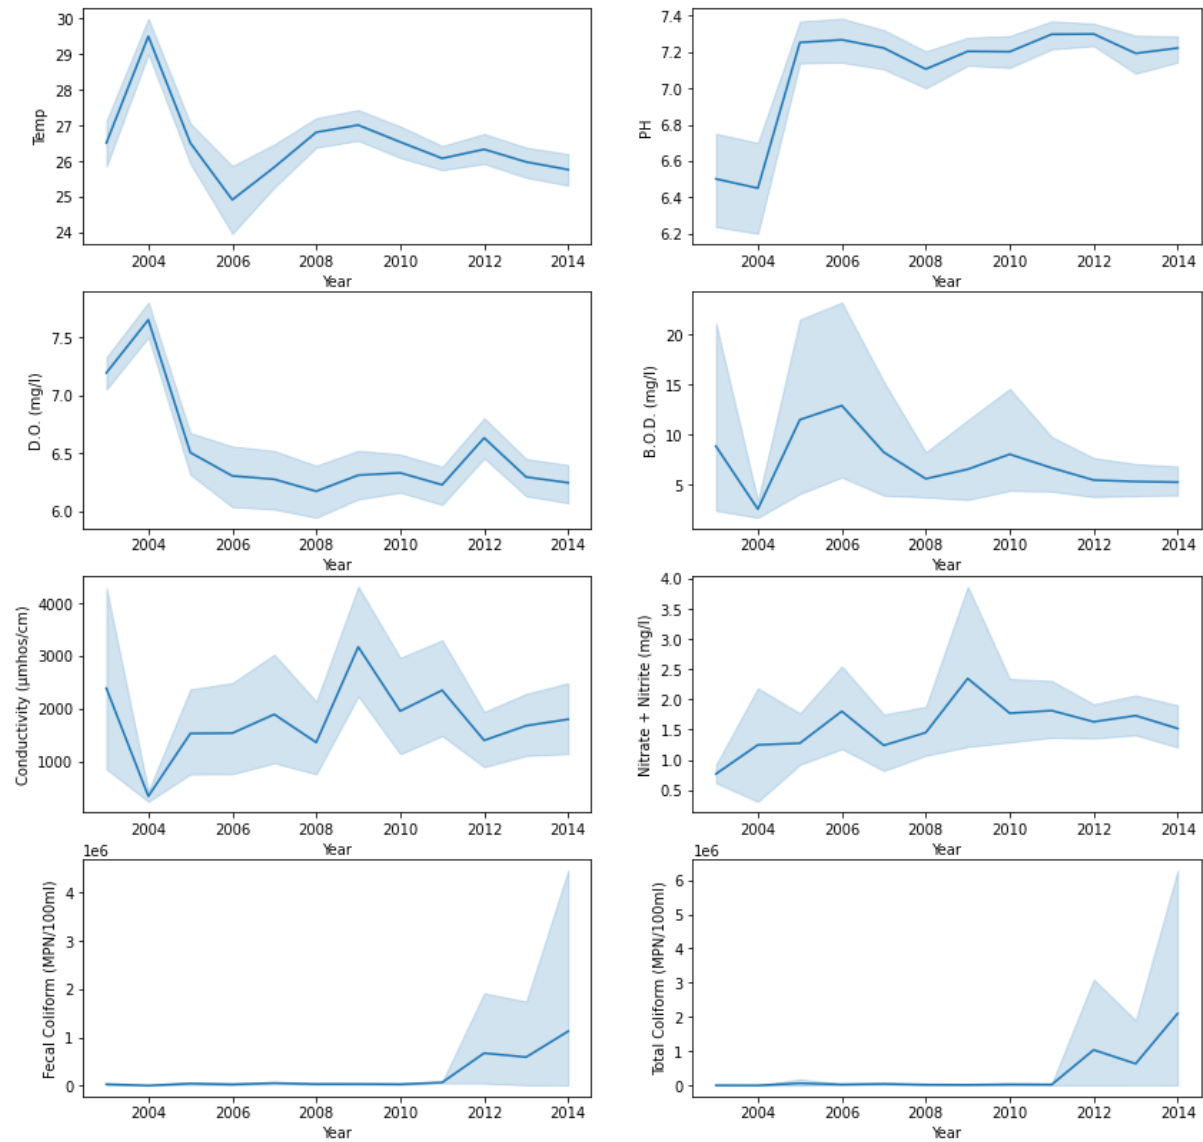 30
29
28
27
26
25
24
Temp
2004 2006 2008 2010 2012 2014
Year
7.4
7.2
7.0
6.8
6.6
6.4
6.2
PH
2004 2006 2008 2010 2012 2014
Year
7.5
7.0
6.5
6.0
D.O. (mg/l)
2004 2006 2008 2010 2012 2014
Year
20
15
10
5
B.O.D. (mg/l)
2004 2006 2008 2010 2012 2014
Year
4000
3000
2000
1000
Conductivity (µmhos/cm)
2004 2006 2008 2010 2012 2014
Year
4.0
3.5
3.0
2.5
2.0
1.5
1.0
0.5
Nitrate + Nitrite (mg/l)
2004 2006 2008 2010 2012 2014
Year
1e6
4
3
2
1
0
Fecal Coliform (MPN/100ml)
2004 2006 2008 2010 2012 2014
Year
1e6
6
5
4
3
2
1
0
Total Coliform (MPN/100ml)
2004 2006 2008 2010 2012 2014
Year